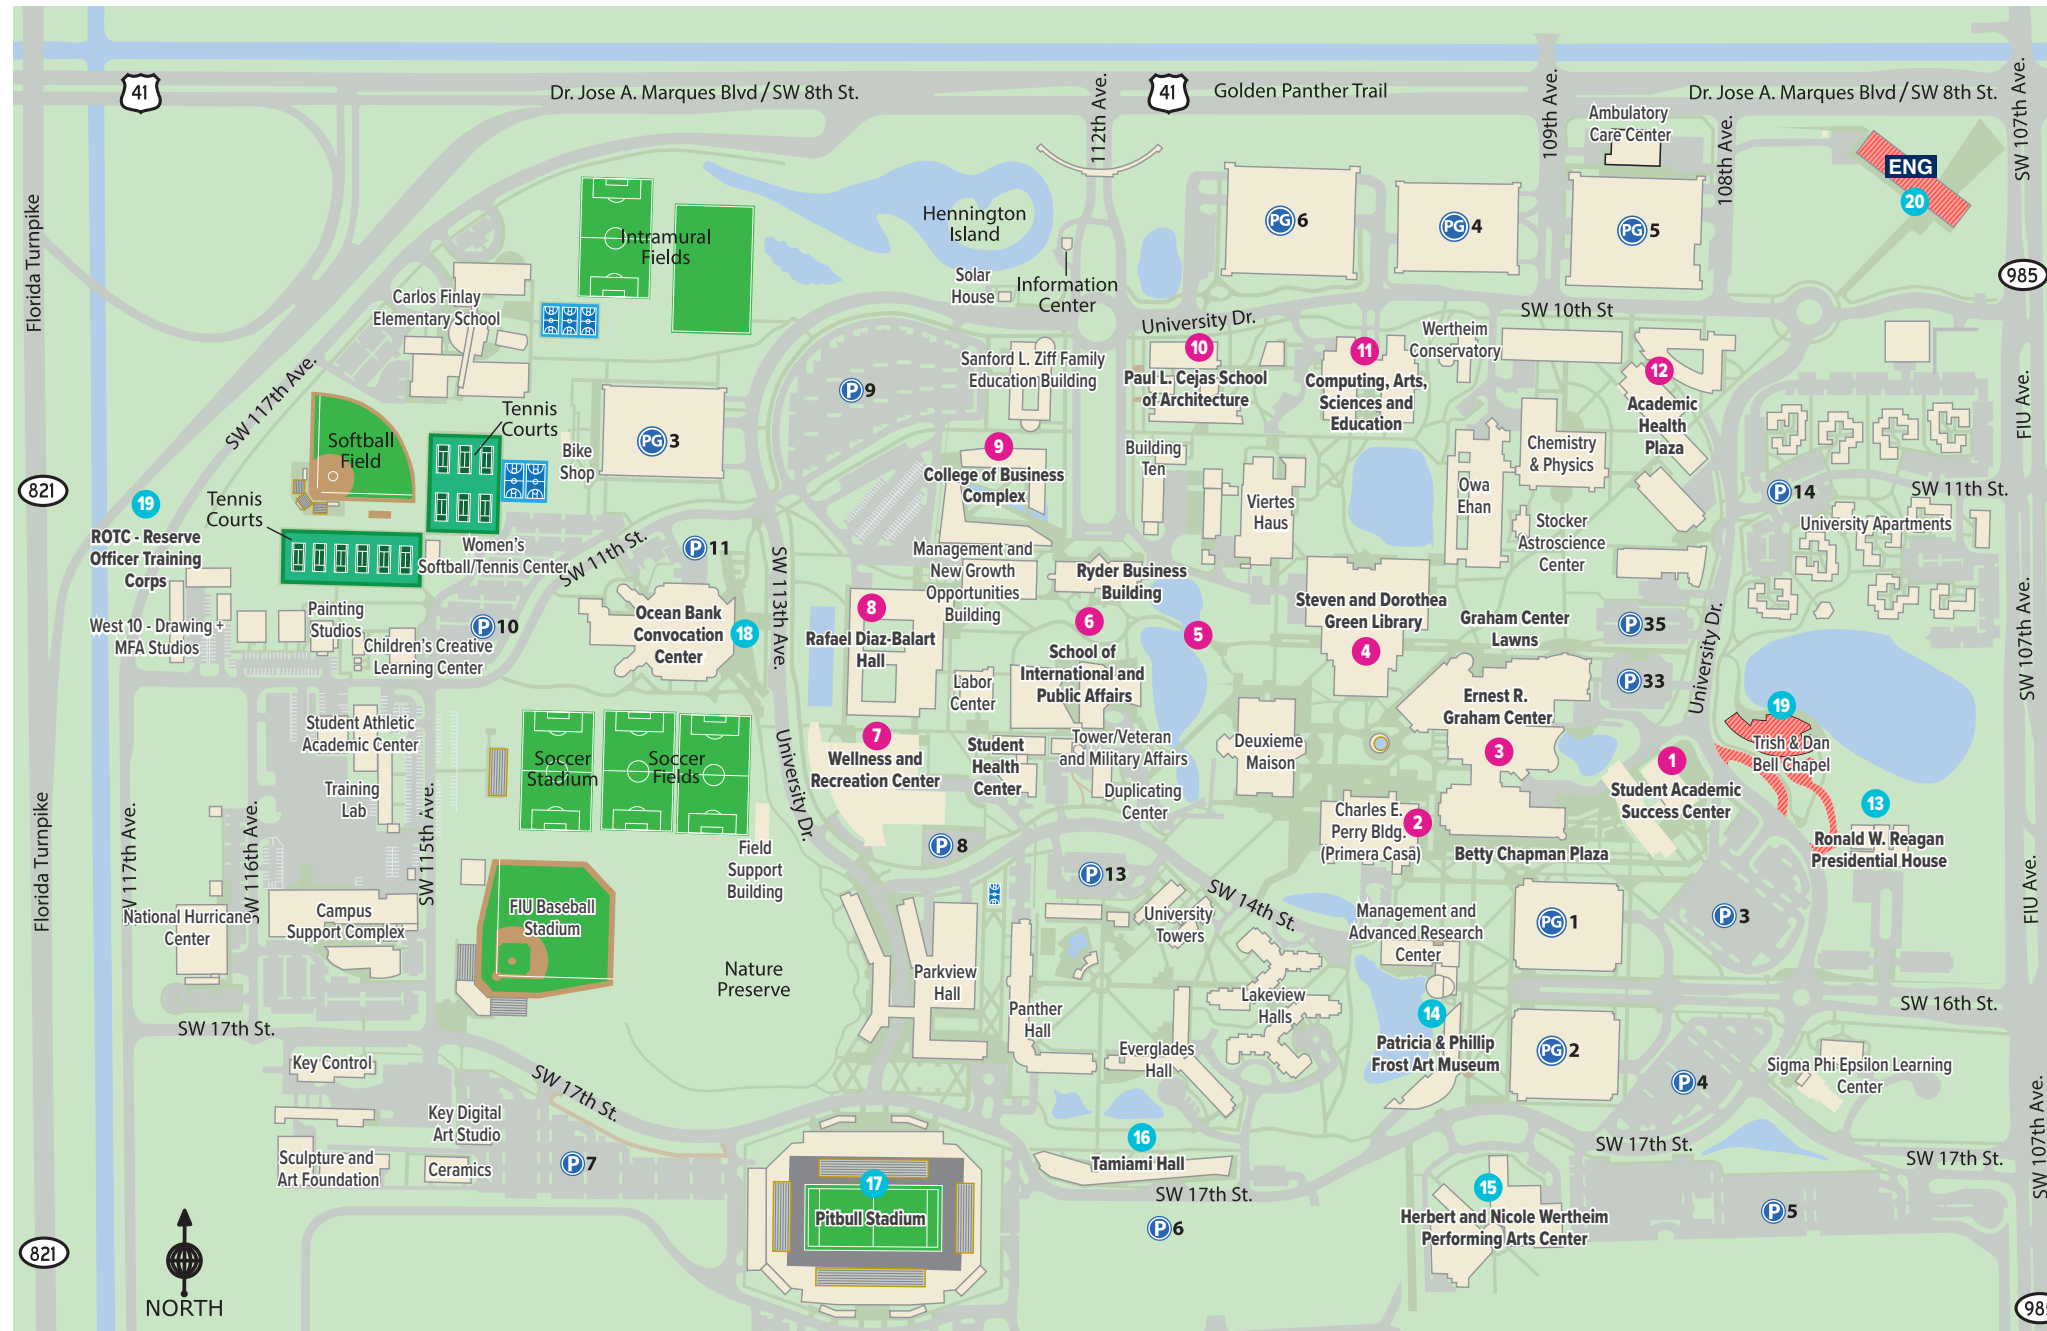 41
Dr. Jose A. Marques Blvd / SW 8th St.
112th Ave.
41
Golden Panther Trail
109th Ave.
Dr. Jose A. Marques Blvd / SW 8th St.
SW 107th Ave.
Ambulatory
Care Center
108th Ave.
ENG
20
Florida Turnpike
Intramural
Fields
Hennington
Island
Solar
House
Information
Center
PG 6
PG 4
PG 5
985
Carlos Finlay
Elementary School
University Dr.
SW 10th St
SW 117th Ave.
P 9
Sanford L. Ziff Family
Education Building
10
Paul L. Cejas School
of Architecture
11
Computing, Arts,
Sciences and
Education
Wertheim
Conservatory
12
Academic
Health
Plaza
FIU Ave.
Softball
Field
Tennis
Courts
Bike
Shop
PG 3
9
College of Business
Complex
Building
Ten
Viertes
Haus
Owa
Ehan
Chemistry
& Physics
P 14
SW 11th St.
University Apartments
821
19
ROTC - Reserve
Officer Training
Corps
Tennis
Courts
Women's
Softball/Tennis Center
SW 11th St.
P 11
SW 113th Ave.
Management and
New Growth
Opportunities
Building
Ryder Business
Building
Stocker
Astroscience
Center
West 10 - Drawing +
MFA Studios
Painting
Studios
Children's Creative
Learning Center
P 10
Ocean Bank
Convocation
Center
18
8
Rafael Diaz-Balart
Hall
6
School of
International and
Public Affairs
5
Steven and Dorothea
Green Library
4
Graham Center
Lawns
P 35
P 33
University Dr.
SW 107th Ave.
Labor
Center
Ernest R.
Graham Center
3
19
Trish & Dan
Bell Chapel
Student Athletic
Academic Center
Training
Lab
Soccer
Stadium
Soccer
Fields
University Dr.
7
Wellness and
Recreation Center
Student
Health
Center
Tower/Veteran
and Military Affairs
Duplicating
Center
Deuxieme
Maison
1
Student Academic
Success Center
13
Ronald W. Reagan
Presidential House
Florida Turnpike
SW 117th Ave.
SW 116th Ave.
SW 115th Ave.
Field
Support
Building
P 8
P 13
Charles E.
Perry Bldg.
(Primera Casa)
2
Betty Chapman Plaza
FIU Ave.
National Hurricane
Center
Campus
Support Complex
FIU Baseball
Stadium
Nature
Preserve
Parkview
Hall
Panther
Hall
University
Towers
SW 14th St.
Lakeview
Halls
Management and
Advanced Research
Center
PG 1
P 3
SW 16th St.
SW 17th St.
Key Control
SW 17th St.
Everglades
Hall
14
Patricia & Phillip
Frost Art Museum
PG 2
P 4
Sigma Phi Epsilon Learning
Center
SW 107th Ave.
Key Digital
Art Studio
Sculpture and
Art Foundation
Ceramics
P 7
17
Pitbull Stadium
16
Tamiami Hall
SW 17th St.
P 6
15
Herbert and Nicole Wertheim
Performing Arts Center
SW 17th St.
P 5
SW 17th St.
821
NORTH
985